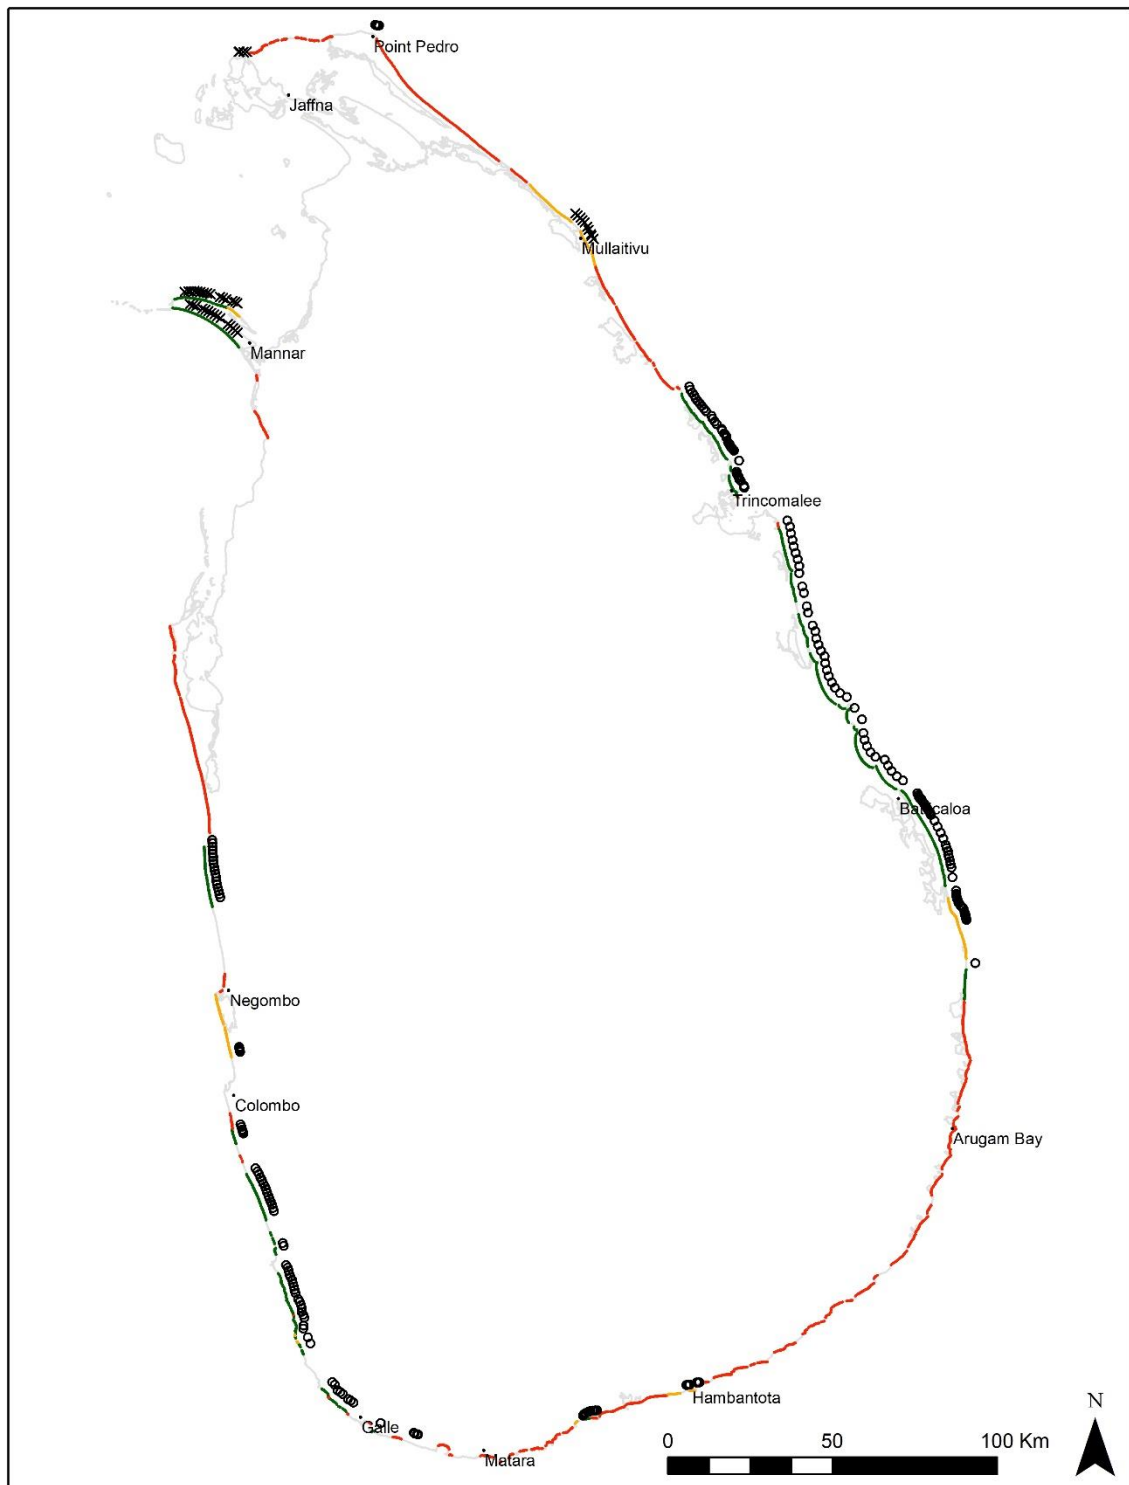 Point Pedro
Jaffna
Mullaitivu
Mannar
Trincomalee
Batticaloa
Negombo
Colombo
Arugam Bay
Hambantota
Galle
Matara
N
0 50 100 Km